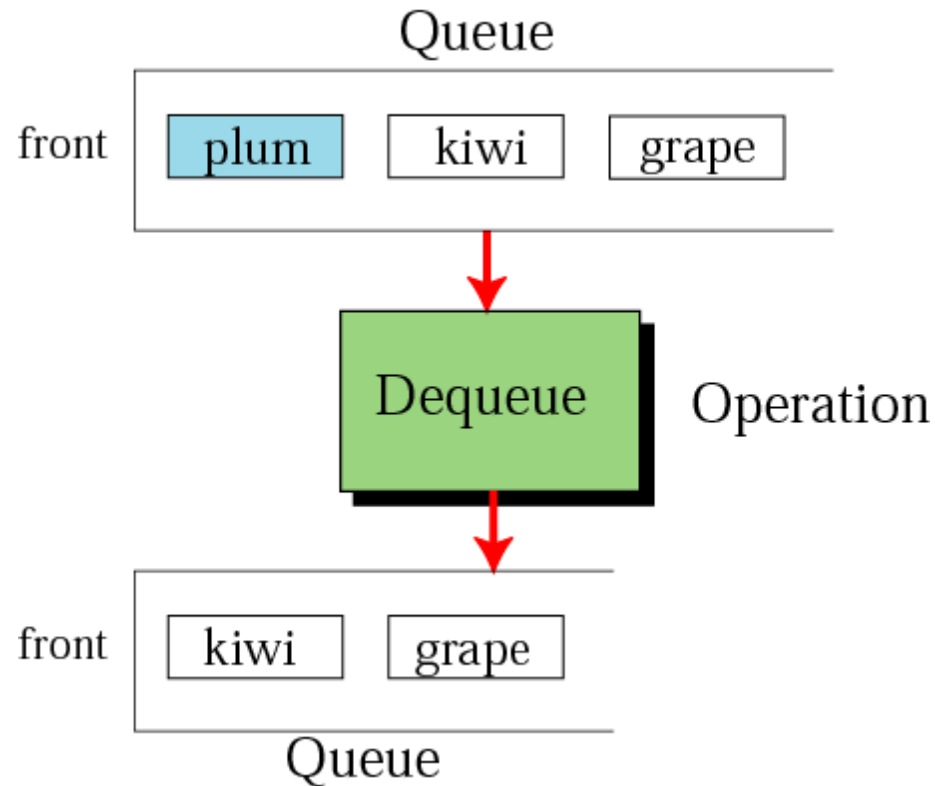 Queue
front plum kiwi grape
Dequeue Operation
front kiwi grape
Queue